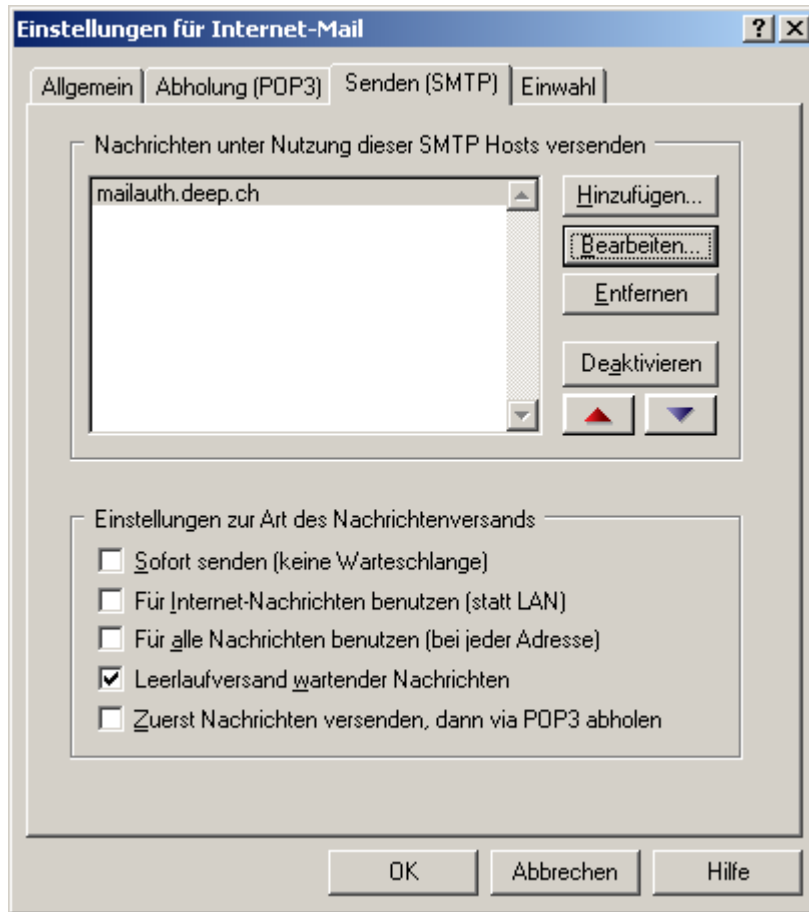 Einstellungen für Internet-Mail
Allgemein Abholung (POP3) Senden (SMTP) Einwahl
Nachrichten unter Nutzung dieser SMTP Hosts versenden
mailauth.deep.ch
Hinzufügen...
Bearbeiten...
Entfernen
Deaktivieren
Einstellungen zur Art des Nachrichtenversands
Sofort senden (keine Warteschlange)
Für Internet-Nachrichten benutzen (statt LAN)
Für alle Nachrichten benutzen (bei jeder Adresse)
Leerlaufversand wartender Nachrichten
Zuerst Nachrichten versenden, dann via POP3 abholen
OK Abbrechen Hilfe